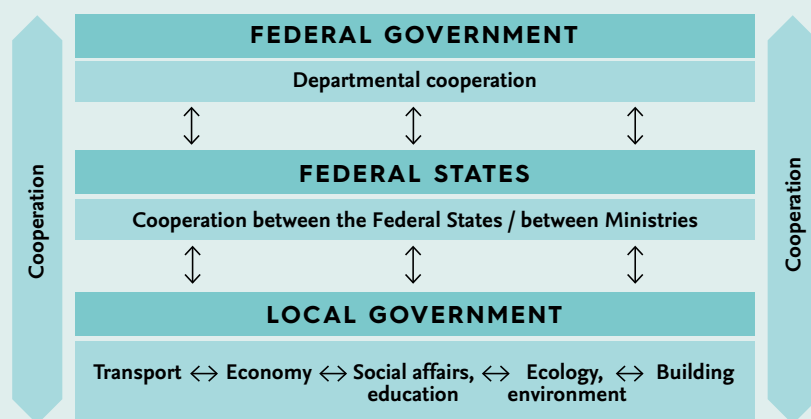 FEDERAL GOVERNMENT
Departmental cooperation
FEDERAL STATES
Cooperation between the Federal States / between Ministries
LOCAL GOVERNMENT
Transport ↔ Economy ↔ Social affairs, ↔ Ecology, ↔ Building
education environment
Cooperation
Cooperation